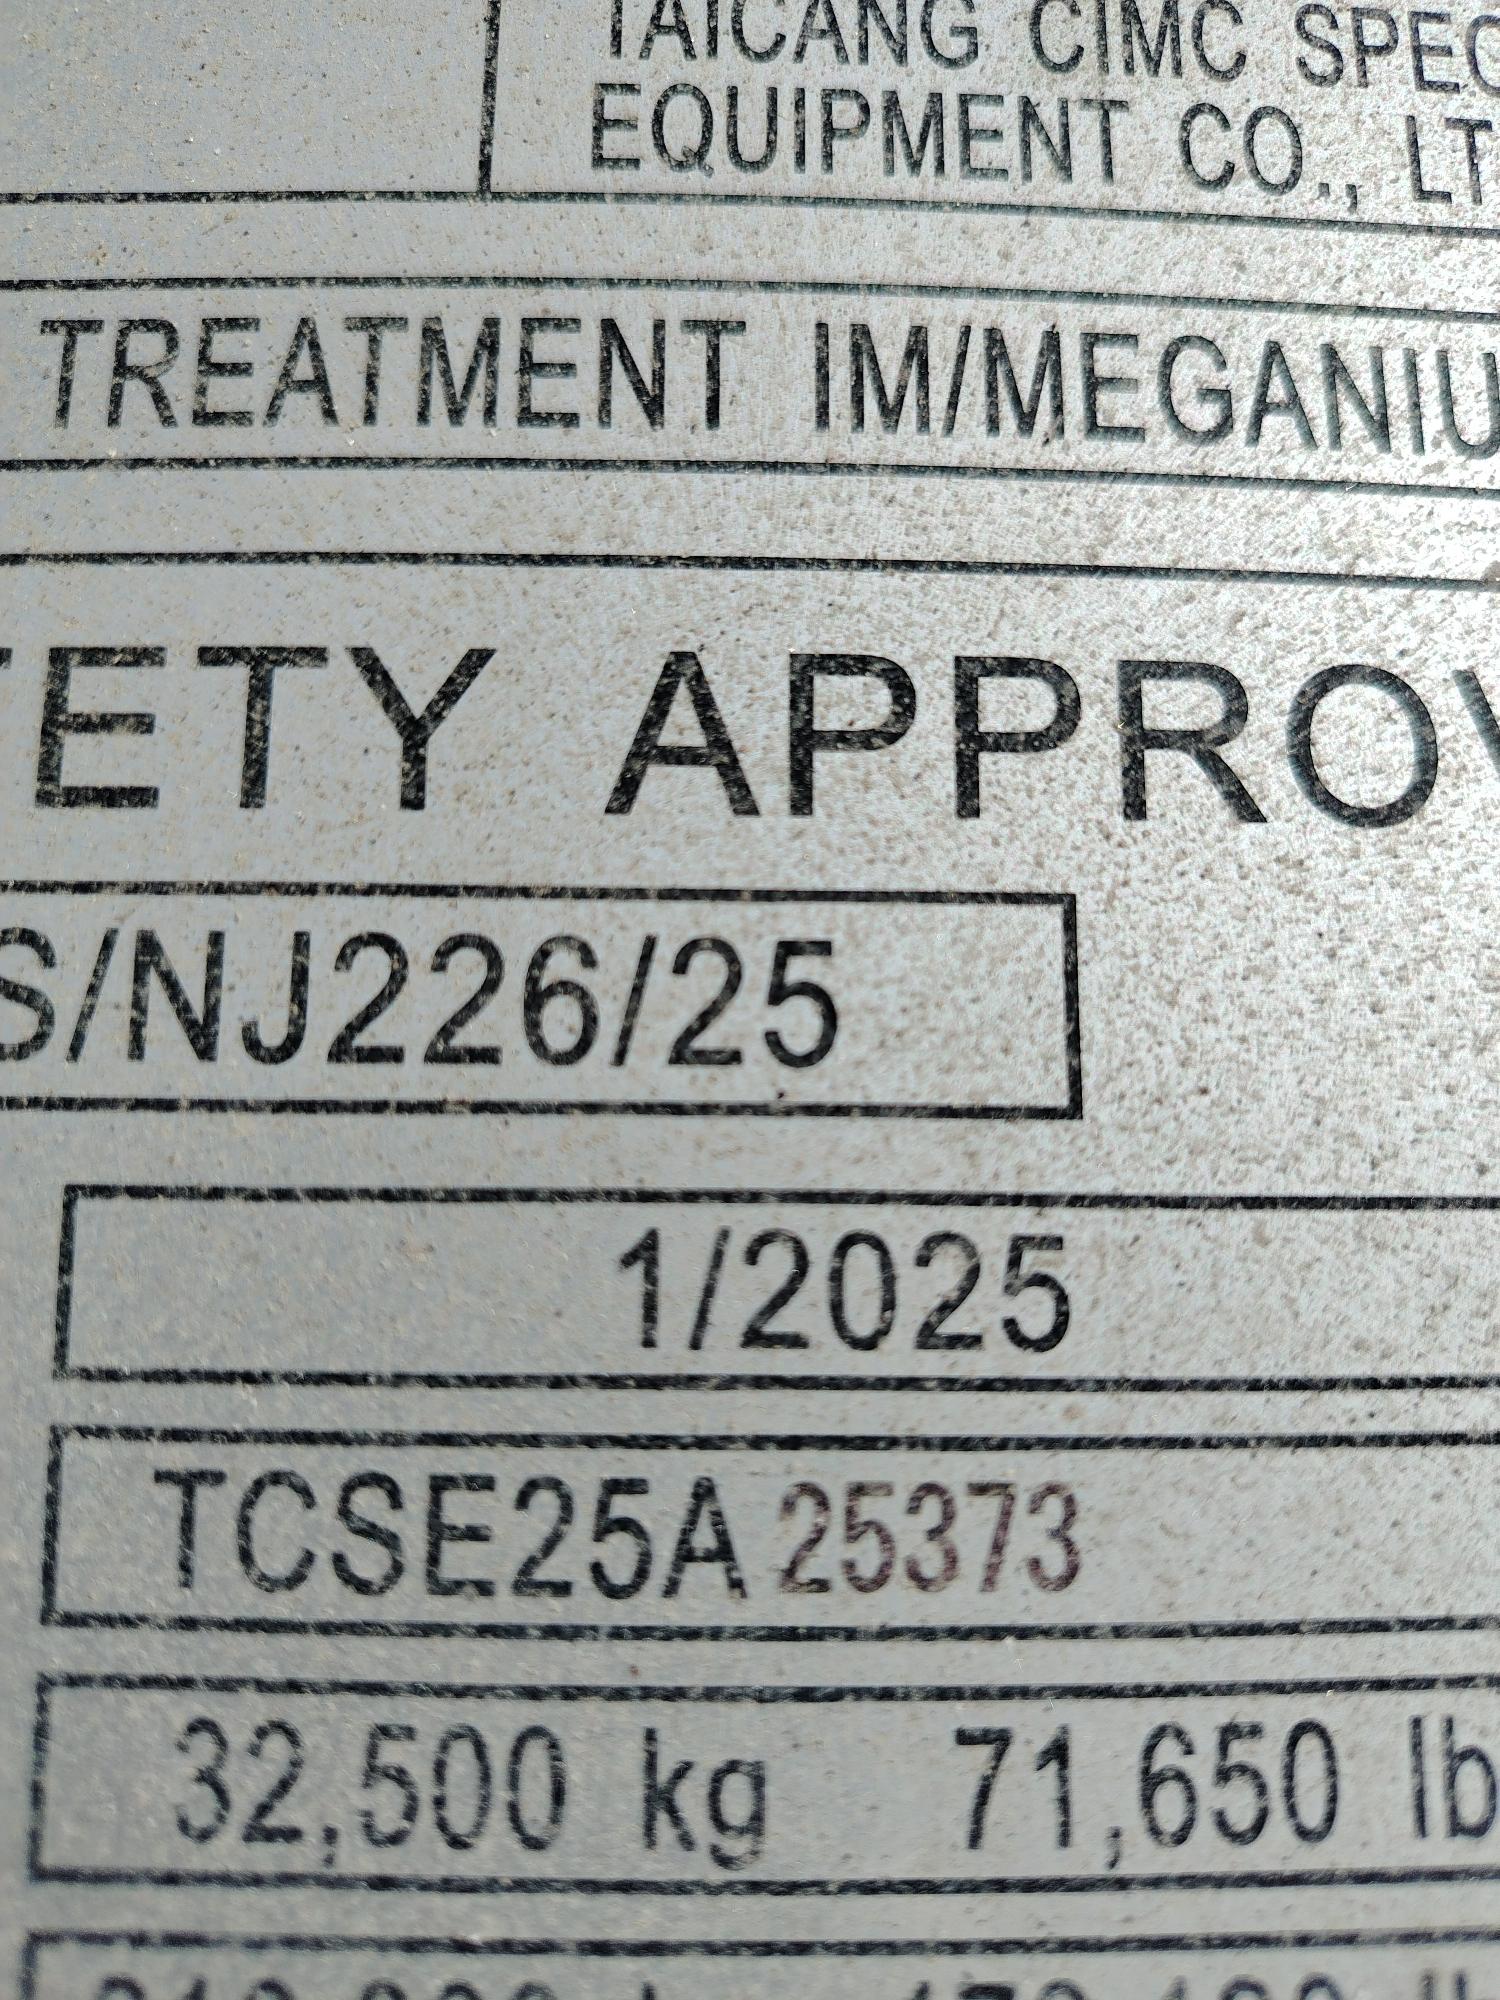 TAICANG CIMC SPEC
EQUIPMENT CO., LT
TREATMENT IM/MEGANIU
ETY APPROV
S/NJ226/25
1/2025
TCSE25A 25373
32,500 kg 71,650 lb